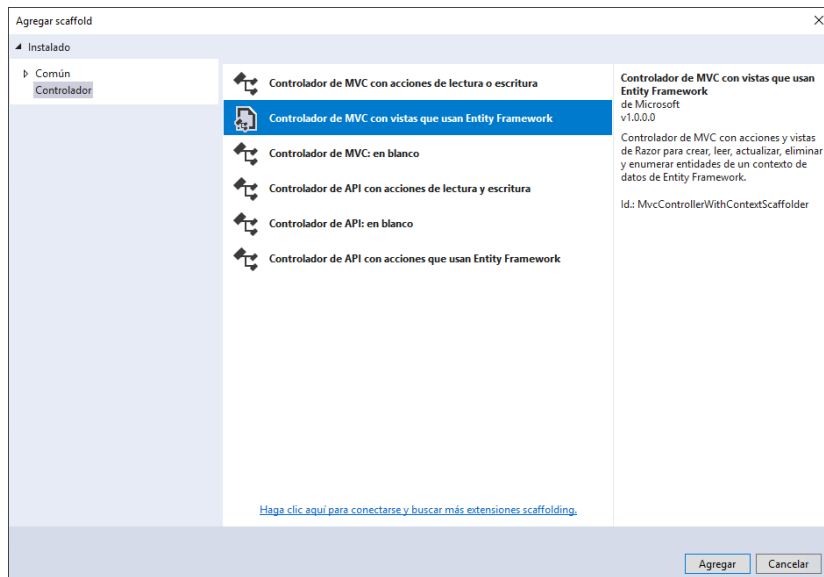 Agregar scaffold
Instalado
Común
Controlador
Controlador de MVC con acciones de lectura o escritura
Controlador de MVC con vistas que usan Entity Framework
Controlador de MVC: en blanco
Controlador de API con acciones de lectura y escritura
Controlador de API: en blanco
Controlador de API con acciones que usan Entity Framework
Haga clic aquí para conectarse y buscar más extensiones scaffolding.
Controlador de MVC con vistas que usan
Entity Framework
de Microsoft
v1.0.0.0
Controlador de MVC con acciones y vistas
de Razor para crear, leer, actualizar, eliminar
y enumerar entidades de un contexto de
datos de Entity Framework.
Id.: MvcControllerWithContextScaffolder
Agregar
Cancelar